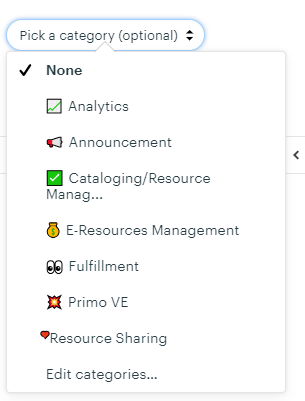 Pick a category (optional)
None
Analytics
Announcement
Cataloging/Resource
Manag...
E-Resources Management
Fulfillment
Primo VE
Resource Sharing
Edit categories...